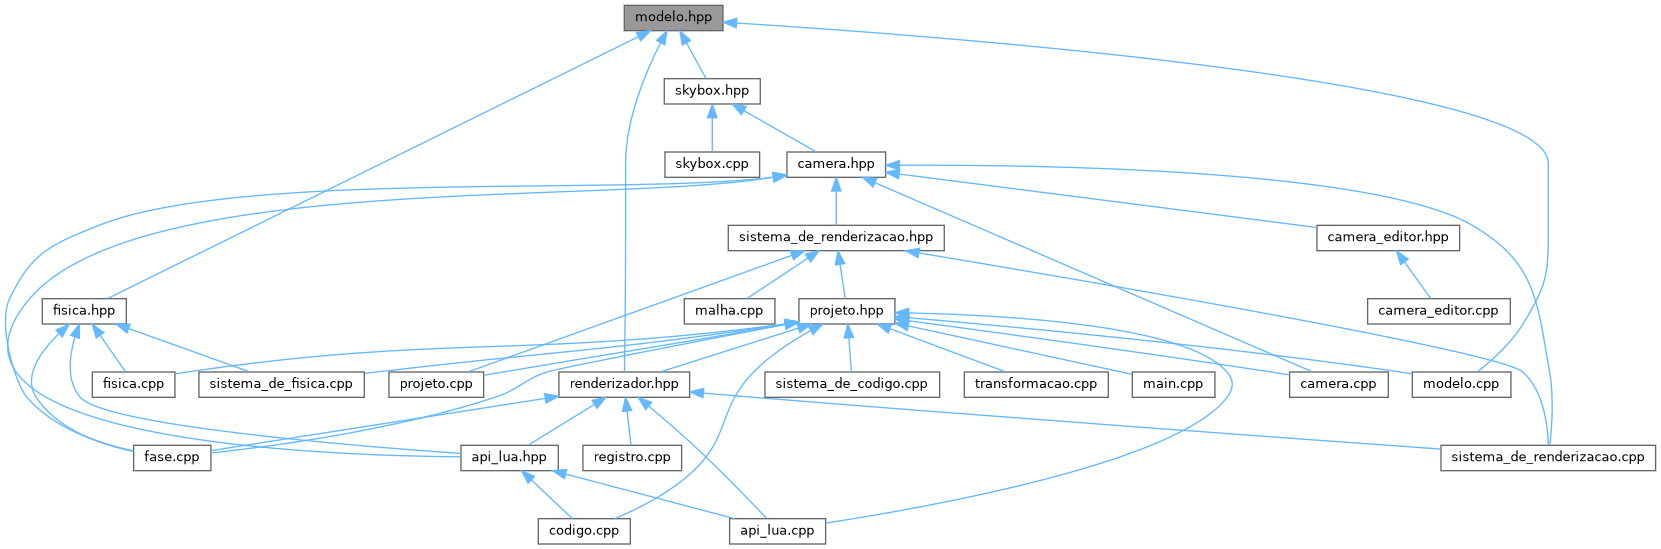 modelo.hpp
skybox.hpp
skybox.cpp
camera.hpp
sistema_de_renderizacao.hpp
camera_editor.hpp
fisica.hpp
malha.cpp
projeto.hpp
camera_editor.cpp
fisica.cpp
sistema_de_fisica.cpp
projeto.cpp
renderizador.hpp
sistema_de_codigo.cpp
transformacao.cpp
main.cpp
camera.cpp
modelo.cpp
fase.cpp
api_lua.hpp
registro.cpp
sistema_de_renderizacao.cpp
codigo.cpp
api_lua.cpp